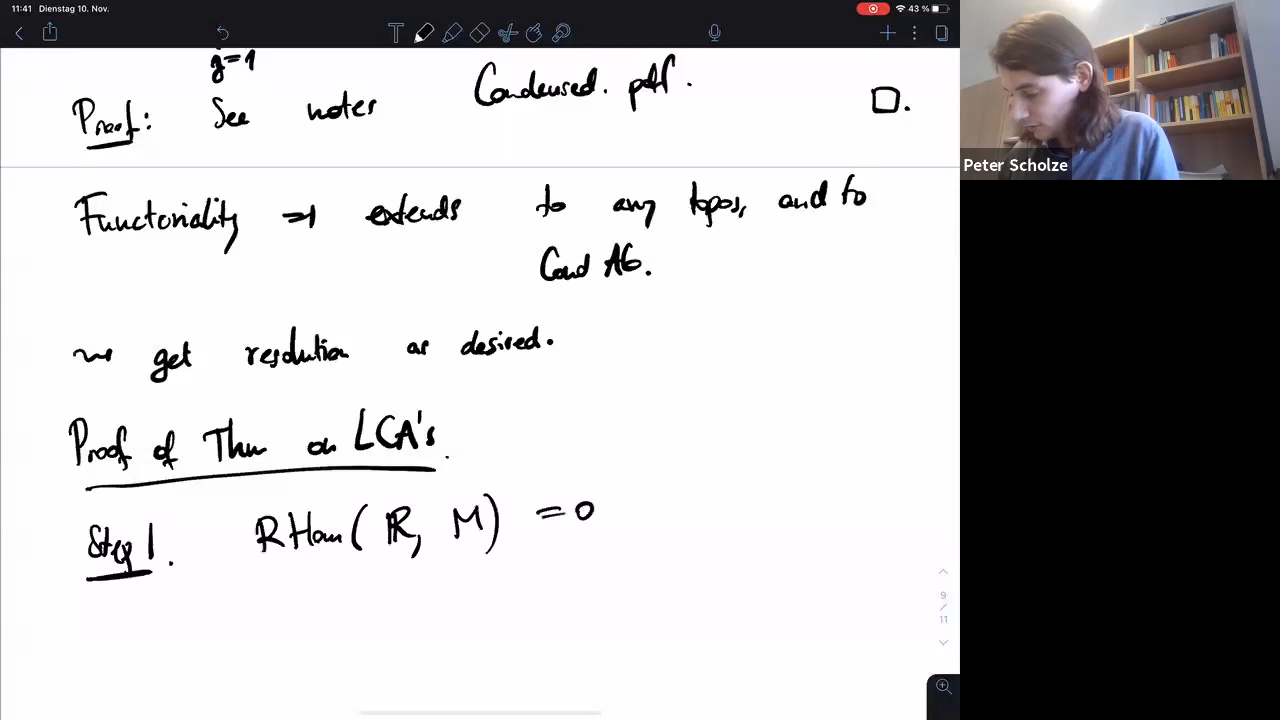 11:41 Dienstag 10. Nov.
43 %
j=1
Proof: See notes Condensed.pdf. □.
Peter Scholze
Functoriality ⇒ extends to any topos, and to
Cond Ab.
⇝ get resolution as desired.
Proof of Thm on LCA's.
Step 1. RHom(ℝ, M) = 0
9
/
11